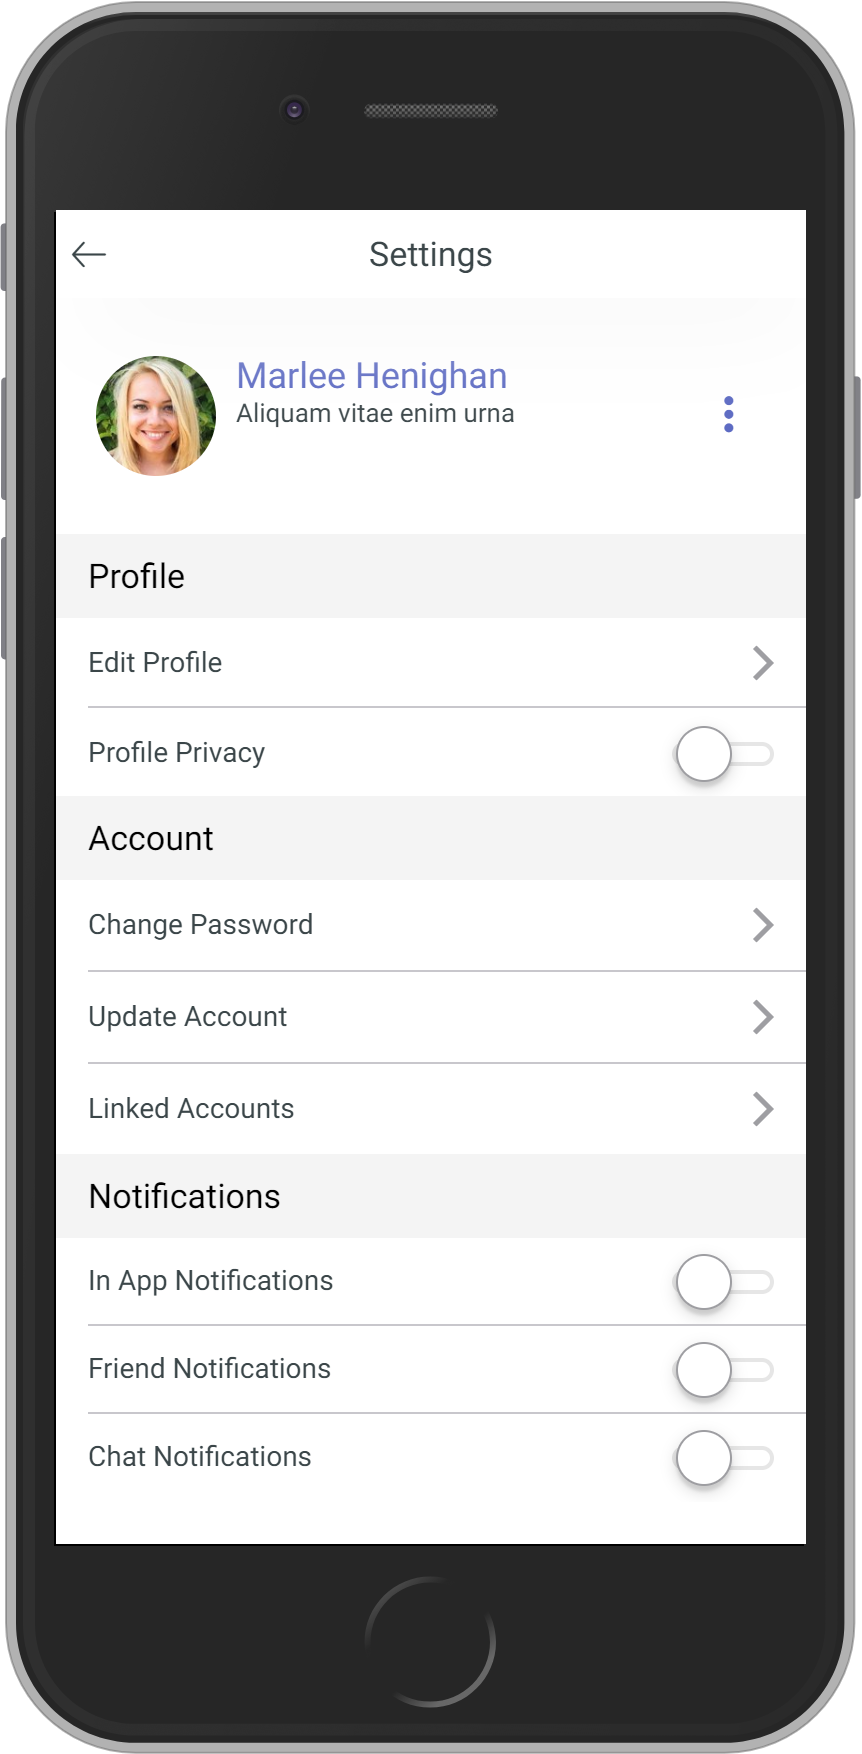 Settings
Marlee Henighan
Aliquam vitae enim urna
Profile
Edit Profile
Profile Privacy
Account
Change Password
Update Account
Linked Accounts
Notifications
In App Notifications
Friend Notifications
Chat Notifications